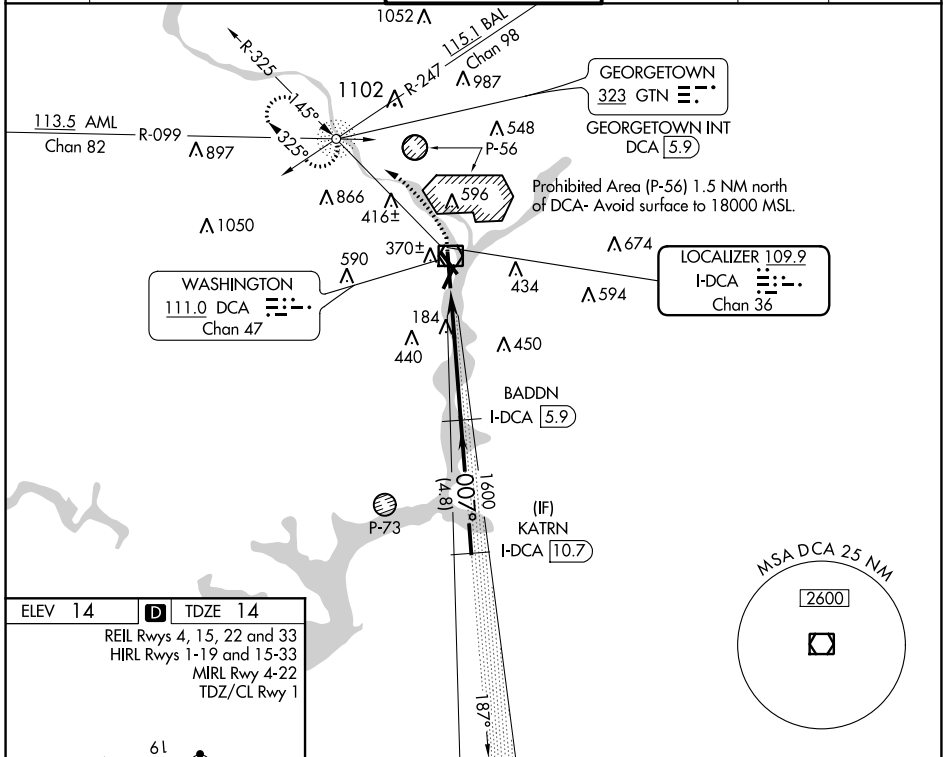 1052
115.1 BAL
Chan 98
R-247
R-325
987
1102
GEORGETOWN
323 GTN
145°
325°
113.5 AML
Chan 82
R-099
897
548
P-56
GEORGETOWN INT
DCA 5.9
596
Prohibited Area (P-56) 1.5 NM north
of DCA- Avoid surface to 18000 MSL.
866
416±
1050
370±
674
590
WASHINGTON
111.0 DCA
Chan 47
434
594
LOCALIZER 109.9
I-DCA
Chan 36
184
440
450
BADDN
I-DCA 5.9
1600
007°
(4.8)
P-73
(IF)
KATRN
I-DCA 10.7
MSA DCA 25 NM
2600
187°
ELEV 14
D
TDZE 14
REIL Rwys 4, 15, 22 and 33
HIRL Rwys 1-19 and 15-33
MIRL Rwy 4-22
TDZ/CL Rwy 1
19